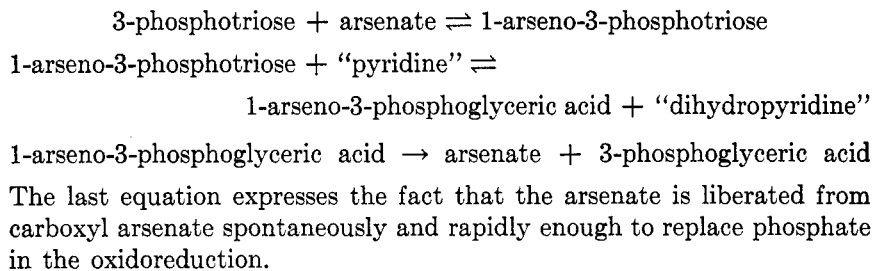 3-phosphotriose + arsenate ⇌ 1-arseno-3-phosphotriose
1-arseno-3-phosphotriose + “pyridine” ⇌
1-arseno-3-phosphoglyceric acid + “dihydropyridine”
1-arseno-3-phosphoglyceric acid → arsenate + 3-phosphoglyceric acid
The last equation expresses the fact that the arsenate is liberated from
carboxyl arsenate spontaneously and rapidly enough to replace phosphate
in the oxidoreduction.